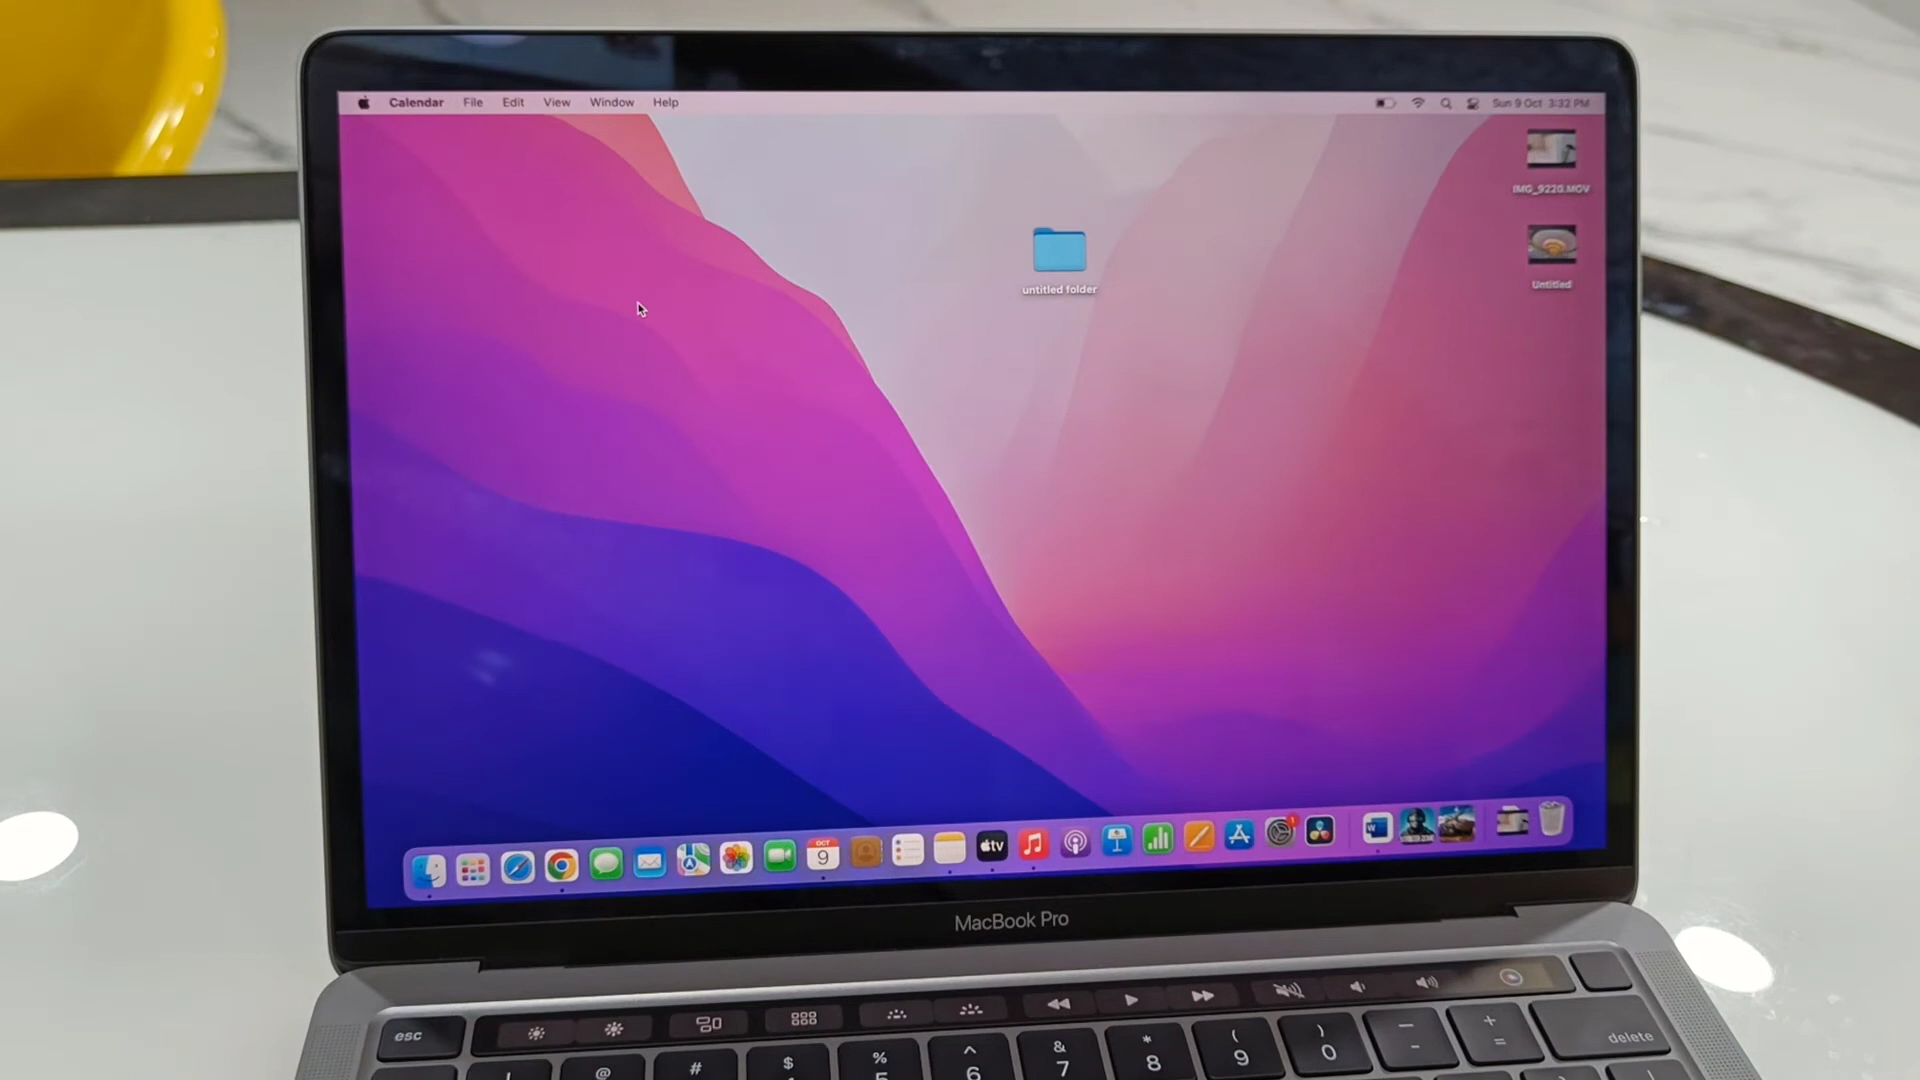 Calendar File Edit View Window Help Sun 9 Oct 3:32 PM
IMG_9220.MOV
untitled folder
Untitled
OCT
9
tv
W
1
MacBook Pro
esc
@ # $ % ^ & * ( ) — +
6 7 8 9 0 - = delete